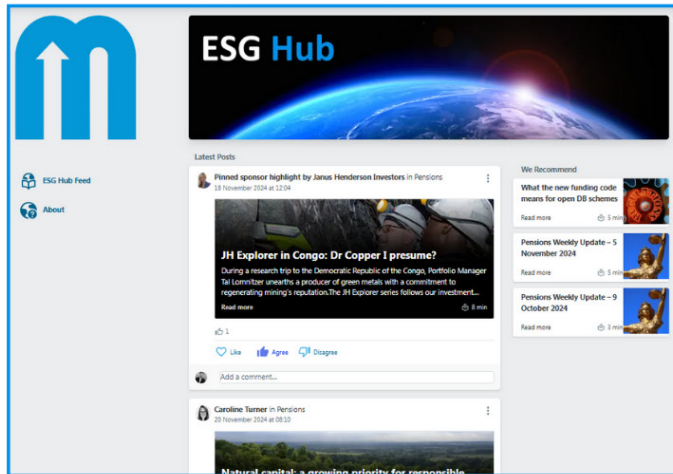 ESG Hub
ESG Hub Feed
About
Latest Posts
Pinned sponsor highlight by Janus Henderson Investors in Pensions
18 November 2024 at 12:04
JH Explorer in Congo: Dr Copper I presume?
During a research trip to the Democratic Republic of the Congo, Portfolio Manager
Tal Lomnitzer unearths a producer of green metals with a commitment to
regenerating mining's reputation.The JH Explorer series follows our investment...
Read more
8 min
1
Like
Agree
Disagree
Add a comment...
Caroline Turner in Pensions
20 November 2024 at 08:10
Natural capital: a growing priority for responsible
We Recommend
What the new funding code
means for open DB schemes
Read more
5 min
Pensions Weekly Update – 5
November 2024
Read more
5 min
Pensions Weekly Update – 9
October 2024
Read more
3 min